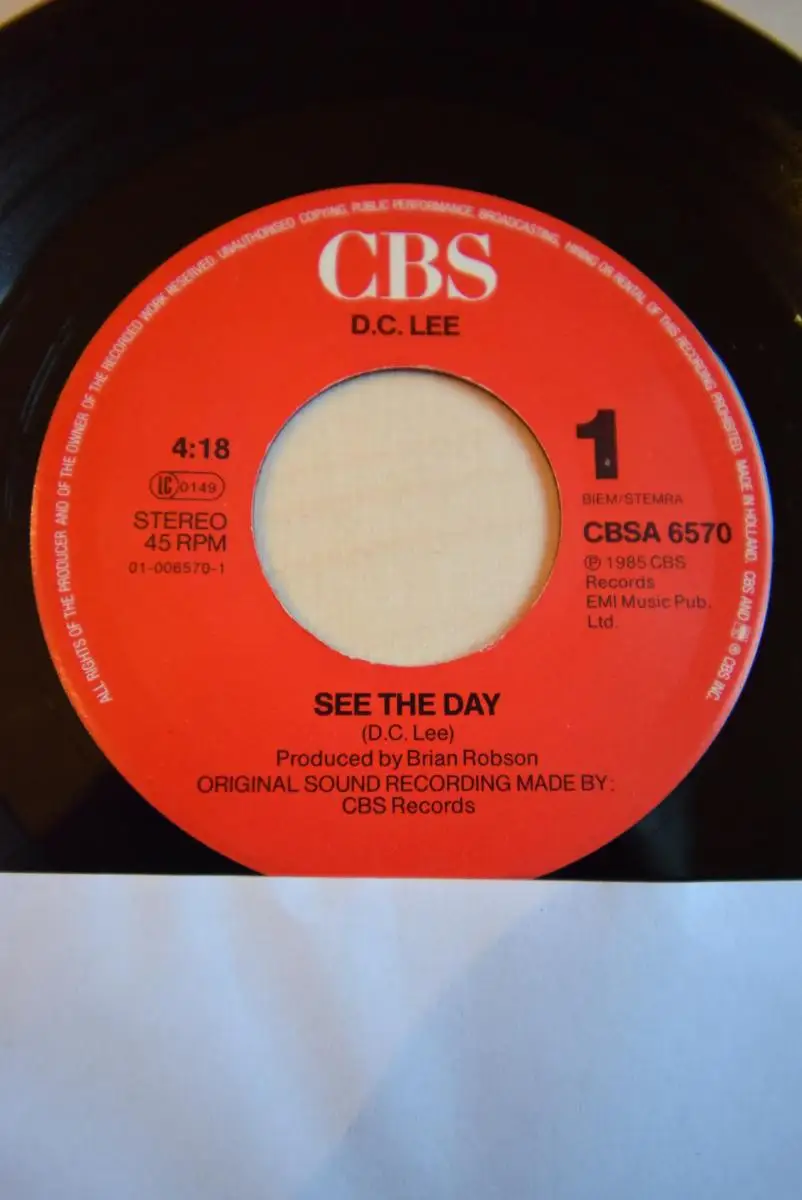 ALL RIGHTS OF THE PRODUCER AND OF THE OWNER OF THE RECORDED WORK RESERVED. UNAUTHORISED COPYING, PUBLIC PERFORMANCE, BROADCASTING, HIRING OR RENTAL OF THIS RECORDING PROHIBITED. MADE IN HOLLAND. CBS AND ℗ © CBS INC.
CBS
D.C. LEE
4:18
LC 0149
STEREO
45 RPM
01-006570-1
1
BIEM/STEMRA
CBSA 6570
℗ 1985 CBS
Records
EMI Music Pub.
Ltd.
SEE THE DAY
(D.C. Lee)
Produced by Brian Robson
ORIGINAL SOUND RECORDING MADE BY:
CBS Records